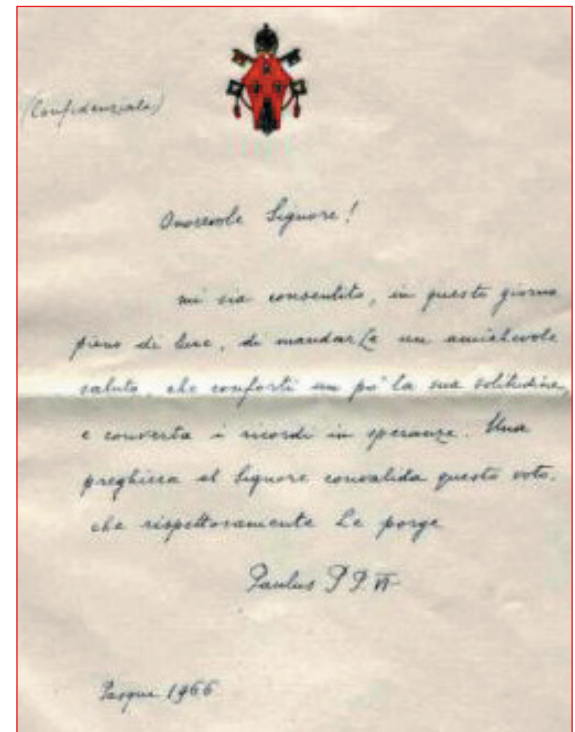 (Confidenziale)
Onorevole Signore!
mi sia consentito, in questo giorno
pieno di luce, di mandarLe un amichevole
saluto, che conforti un po' la sua solitudine,
e converta i ricordi in speranze. Una
preghiera al Signore convalida questo voto,
che rispettosamente Le porge
Paulus P P. VI
Pasqua 1966